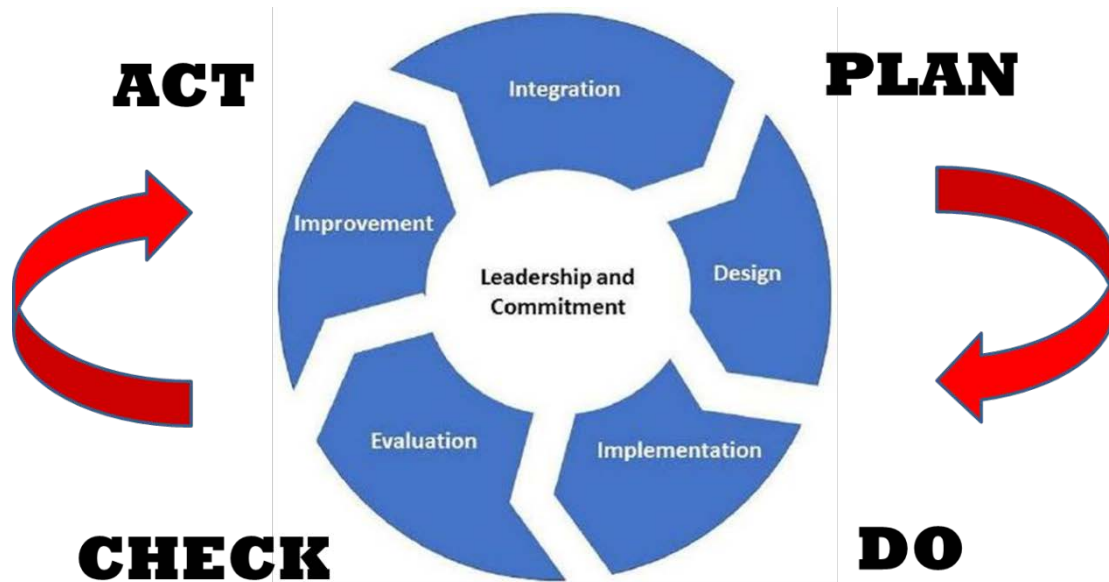 ACT
PLAN
Integration
Improvement
Design
Leadership and
Commitment
Evaluation
Implementation
CHECK
DO